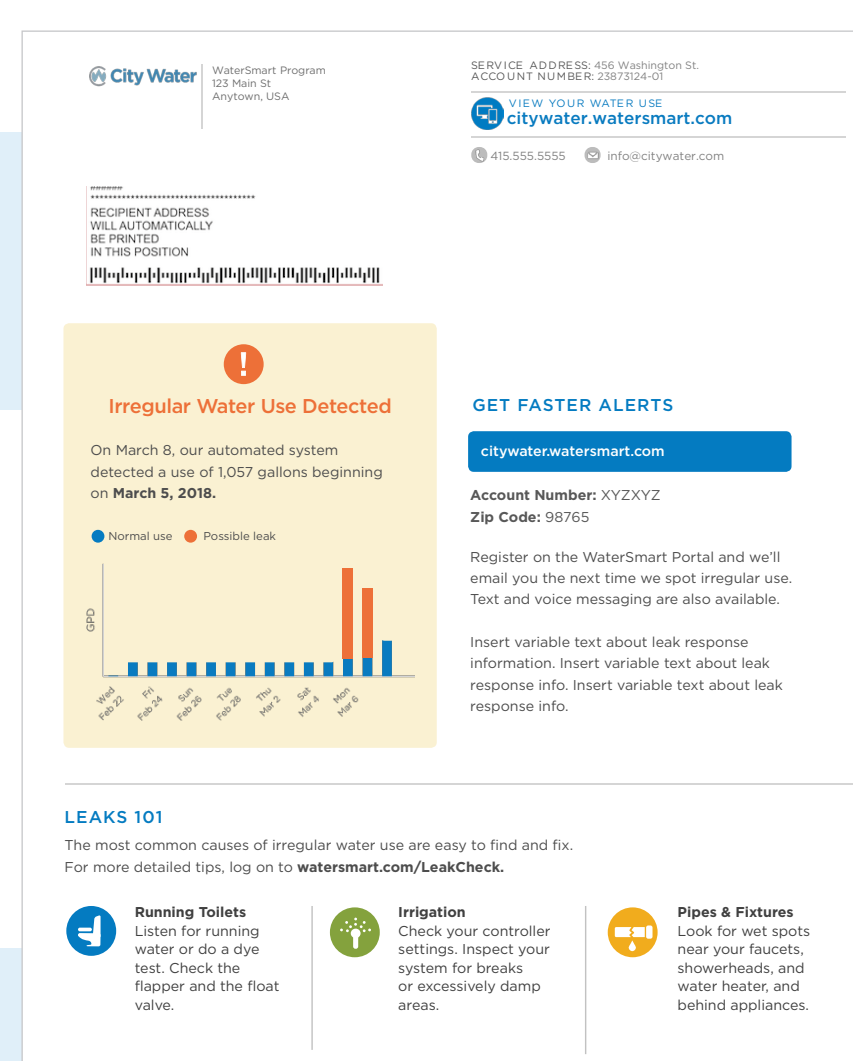 City Water
WaterSmart Program
123 Main St
Anytown, USA
SERVICE ADDRESS: 456 Washington St.
ACCOUNT NUMBER: 23873124-01
VIEW YOUR WATER USE
citywater.watersmart.com
415.555.5555 info@citywater.com
######
*************************************
RECIPIENT ADDRESS
WILL AUTOMATICALLY
BE PRINTED
IN THIS POSITION
!
Irregular Water Use Detected
On March 8, our automated system
detected a use of 1,057 gallons beginning
on March 5, 2018.
Normal use Possible leak
GPD
Wed
Feb 22
Fri
Feb 24
Sun
Feb 26
Tue
Feb 28
Thu
Mar 2
Sat
Mar 4
Mon
Mar 6
GET FASTER ALERTS
citywater.watersmart.com
Account Number: XYZXYZ
Zip Code: 98765
Register on the WaterSmart Portal and we'll
email you the next time we spot irregular use.
Text and voice messaging are also available.
Insert variable text about leak response
information. Insert variable text about leak
response info. Insert variable text about leak
response info.
LEAKS 101
The most common causes of irregular water use are easy to find and fix.
For more detailed tips, log on to watersmart.com/LeakCheck.
Running Toilets
Listen for running
water or do a dye
test. Check the
flapper and the float
valve.
Irrigation
Check your controller
settings. Inspect your
system for breaks
or excessively damp
areas.
Pipes & Fixtures
Look for wet spots
near your faucets,
showerheads, and
water heater, and
behind appliances.